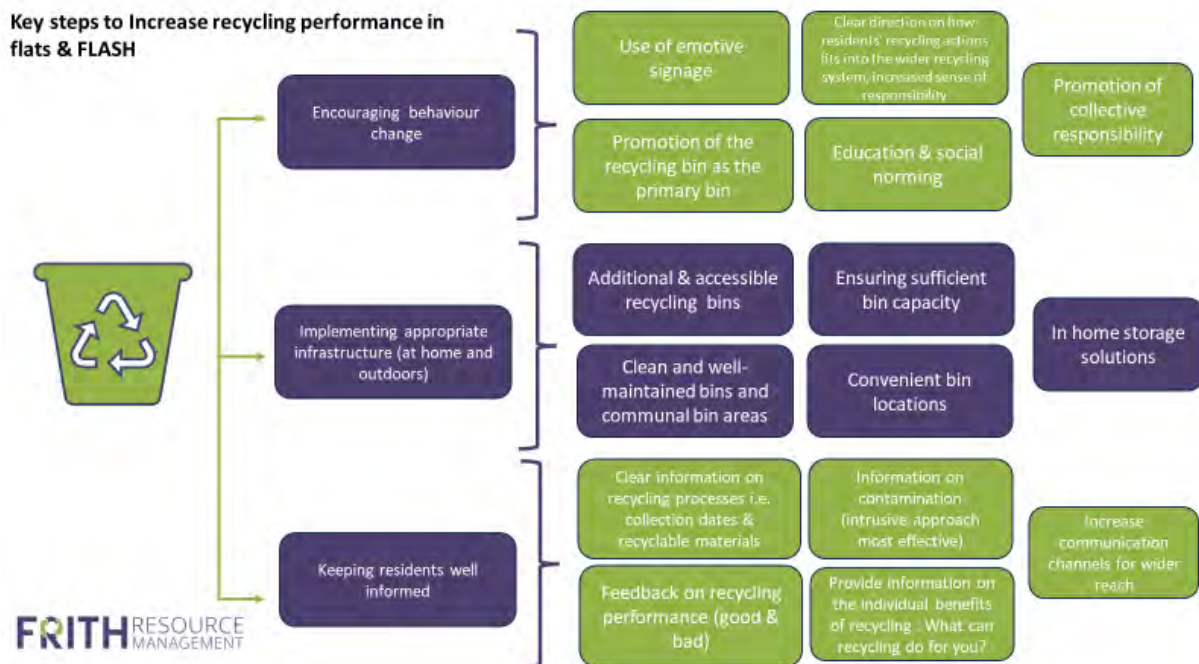 Key steps to Increase recycling performance in
flats & FLASH
Encouraging behaviour
change
Use of emotive
signage
Clear direction on how
residents' recycling actions
fits into the wider recycling
system, increased sense of
responsibility
Promotion of the
recycling bin as the
primary bin
Education & social
norming
Promotion of
collective
responsibility
Implementing appropriate
infrastructure (at home and
outdoors)
Additional & accessible
recycling bins
Ensuring sufficient
bin capacity
Clean and well-
maintained bins and
communal bin areas
Convenient bin
locations
In home storage
solutions
Keeping residents well
informed
Clear information on
recycling processes i.e.
collection dates &
recyclable materials
Information on
contamination
(intrusive approach
most effective)
Feedback on recycling
performance (good &
bad)
Provide information on
the individual benefits
of recycling . What can
recycling do for you?
Increase
communication
channels for wider
reach
FRITH RESOURCE
MANAGEMENT